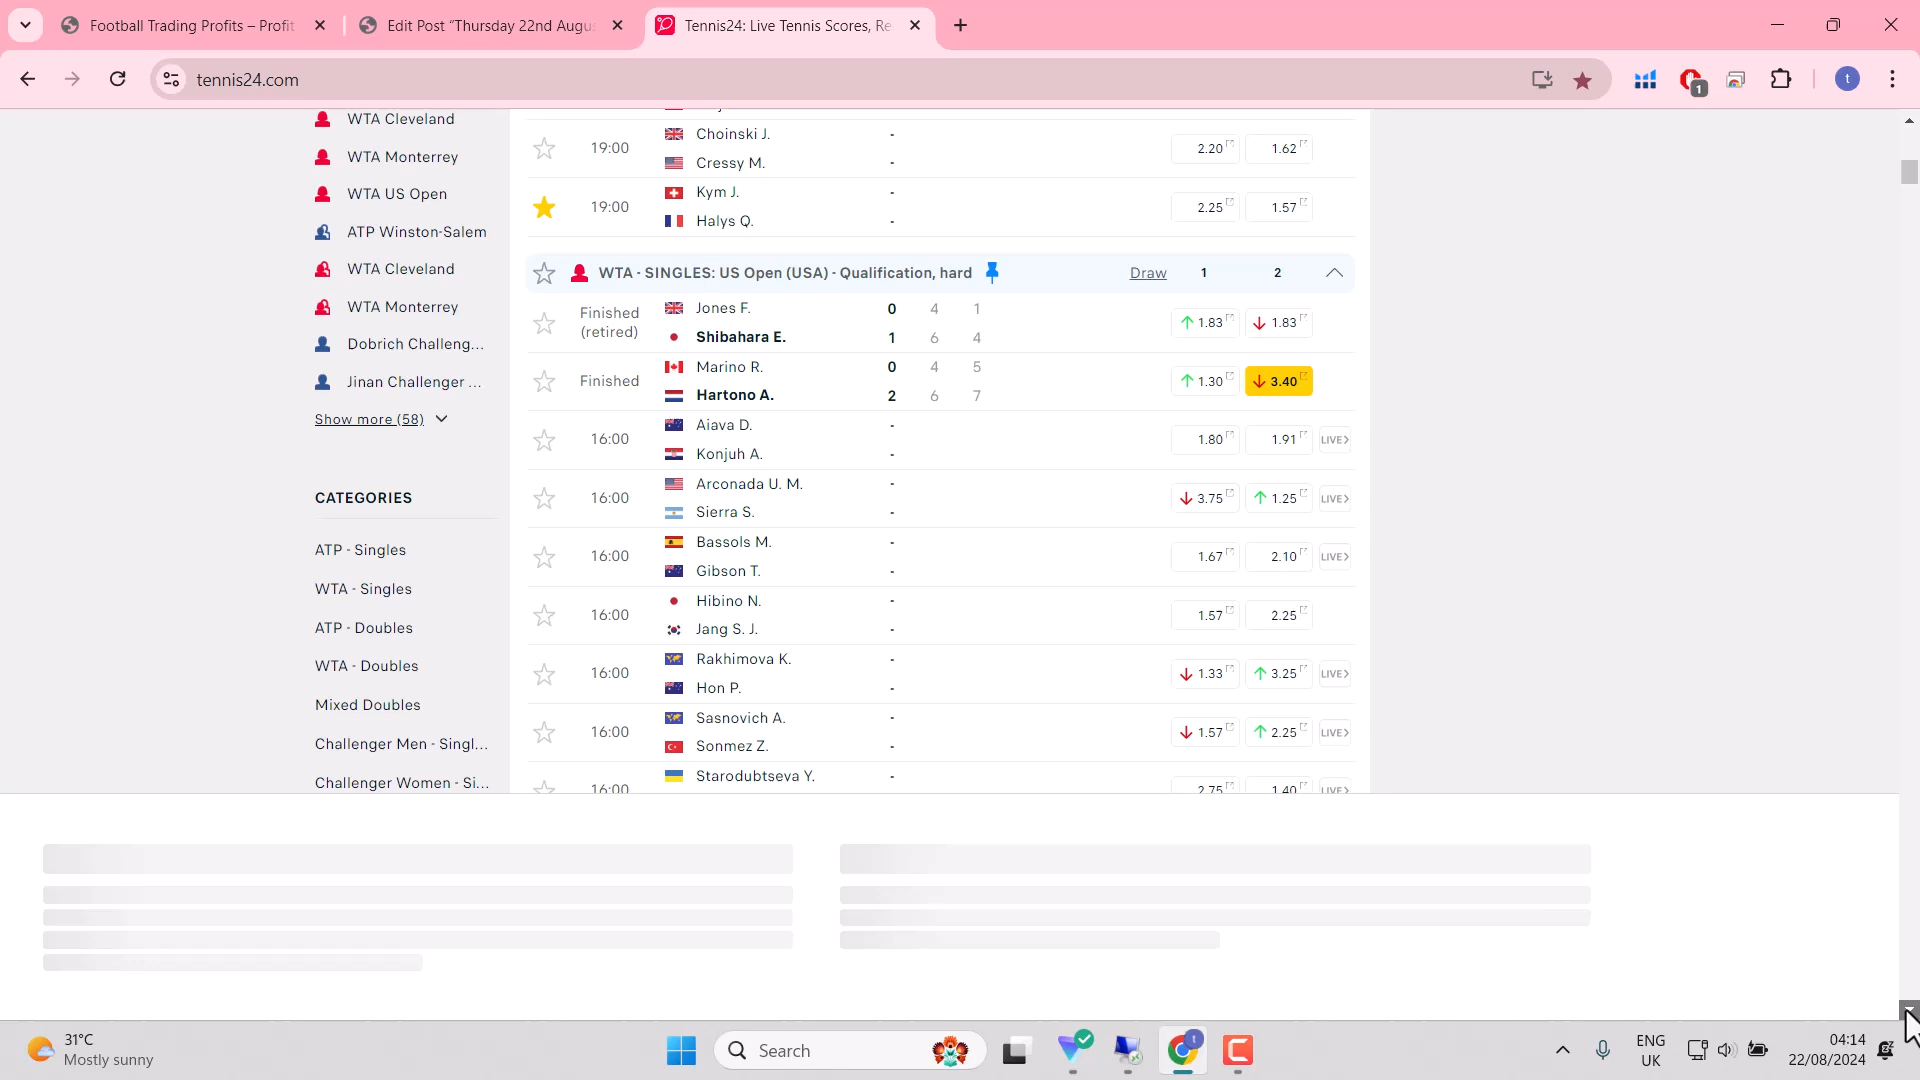 Football Trading Profits – Profit
Edit Post “Thursday 22nd Augu
Tennis24: Live Tennis Scores, Re
tennis24.com
1
t
WTA Cleveland
WTA Monterrey
WTA US Open
ATP Winston-Salem
WTA Cleveland
WTA Monterrey
Dobrich Challeng...
Jinan Challenger ...
Show more (58)
CATEGORIES
ATP - Singles
WTA - Singles
ATP - Doubles
WTA - Doubles
Mixed Doubles
Challenger Men - Singl...
Challenger Women - Si...
19:00 Choinski J. - 2.20 1.62
Cressy M. -
19:00 Kym J. - 2.25 1.57
Halys Q. -
WTA - SINGLES: US Open (USA) - Qualification, hard Draw 1 2
Finished (retired) Jones F. 0 4 1 1.83 1.83
Shibahara E. 1 6 4
Finished Marino R. 0 4 5 1.30 3.40
Hartono A. 2 6 7
16:00 Aiava D. - 1.80 1.91 LIVE>
Konjuh A. -
16:00 Arconada U. M. - 3.75 1.25 LIVE>
Sierra S. -
16:00 Bassols M. - 1.67 2.10 LIVE>
Gibson T. -
16:00 Hibino N. - 1.57 2.25
Jang S. J. -
16:00 Rakhimova K. - 1.33 3.25 LIVE>
Hon P. -
16:00 Sasnovich A. - 1.57 2.25 LIVE>
Sonmez Z. -
16:00 Starodubtseva Y. - 2.75 1.40 LIVE>
31°C
Mostly sunny
Search
t
ENG
UK
04:14
22/08/2024